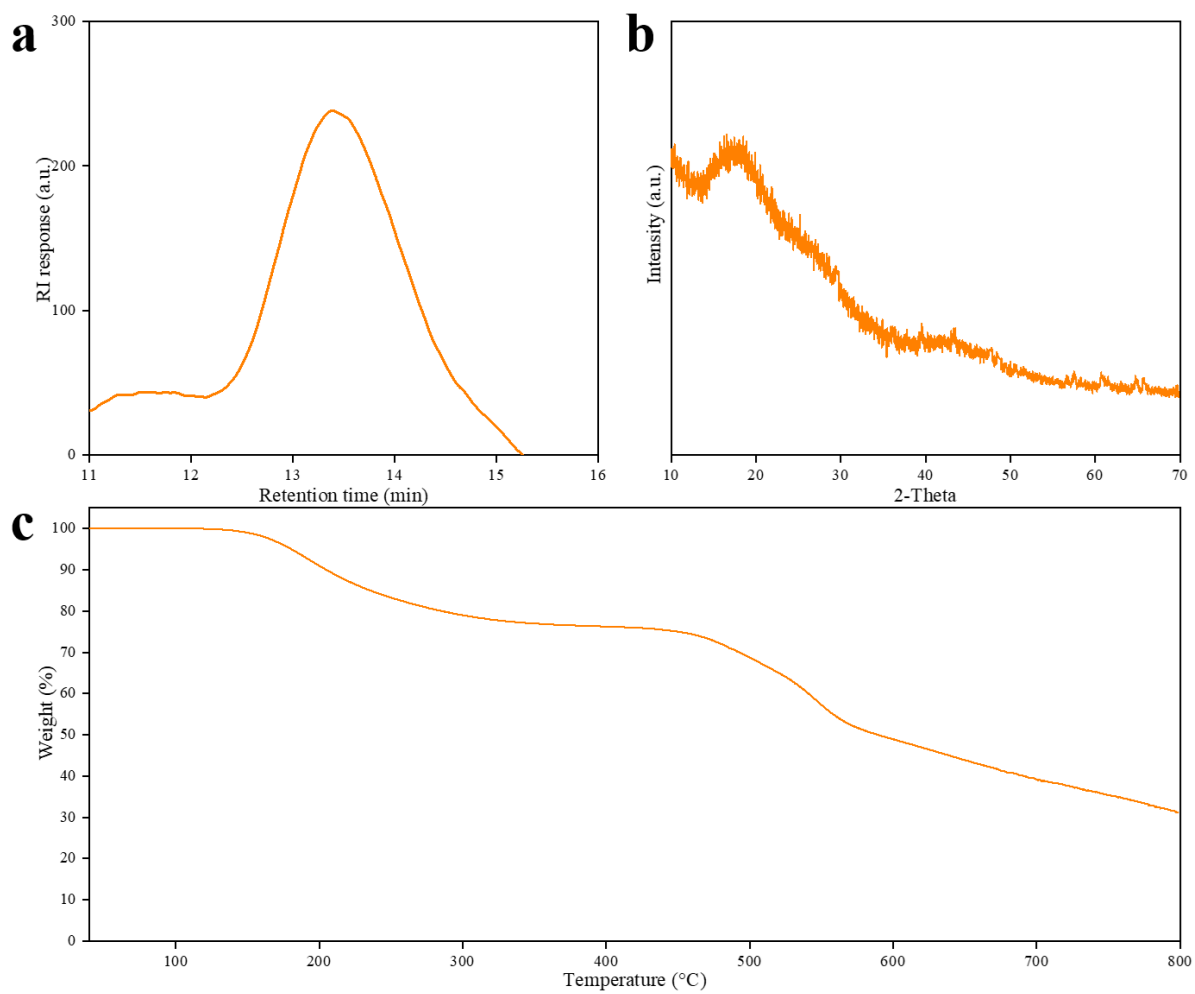 a
300
200
100
0
RI response (a.u.)
11 12 13 14 15 16
Retention time (min)
b
Intensity (a.u.)
10 20 30 40 50 60 70
2-Theta
c
100
90
80
70
60
50
40
30
20
10
0
Weight (%)
100 200 300 400 500 600 700 800
Temperature (°C)